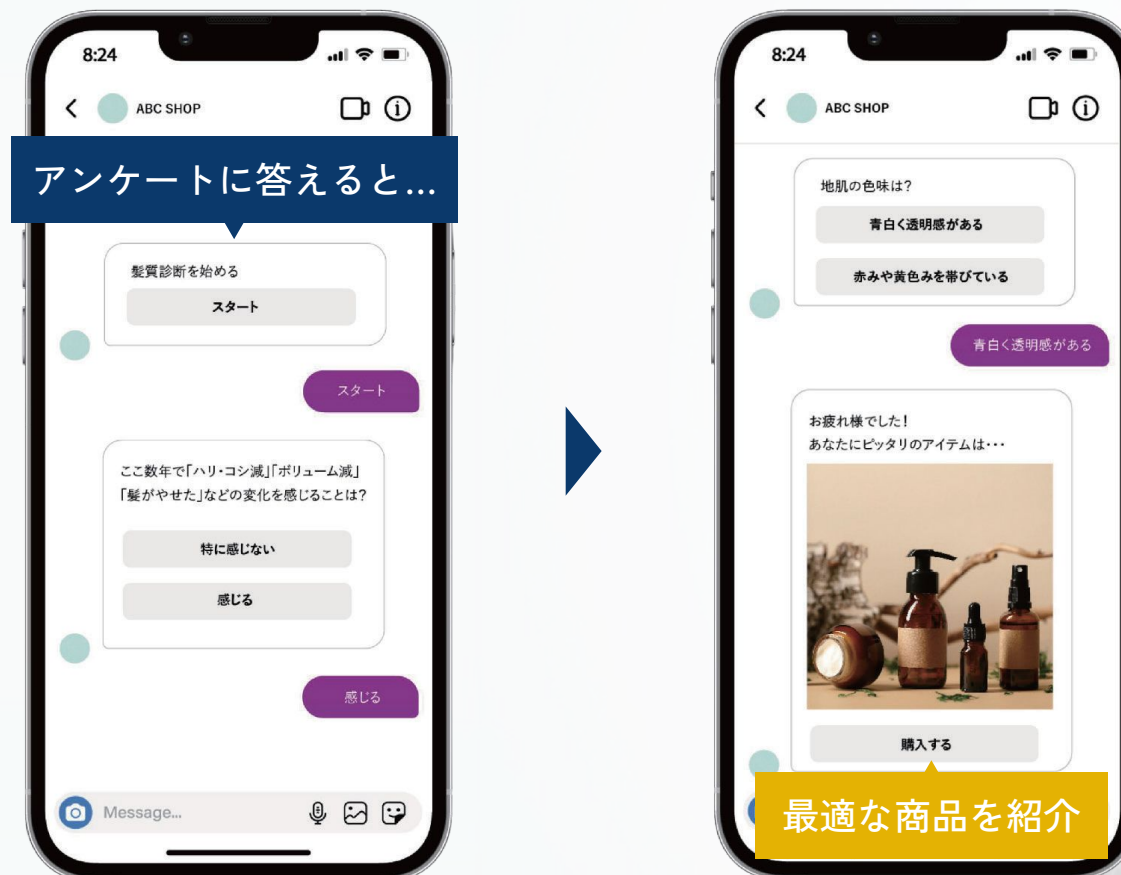 8:24
ABC SHOP
アンケートに答えると...
髪質診断を始める
スタート
スタート
ここ数年で「ハリ・コシ減」「ボリューム減」
「髪がやせた」などの変化を感じることは?
特に感じない
感じる
感じる
Message...
8:24
ABC SHOP
地肌の色味は?
青白く透明感がある
赤みや黄色みを帯びている
青白く透明感がある
お疲れ様でした!
あなたにピッタリのアイテムは・・・
購入する
最適な商品を紹介